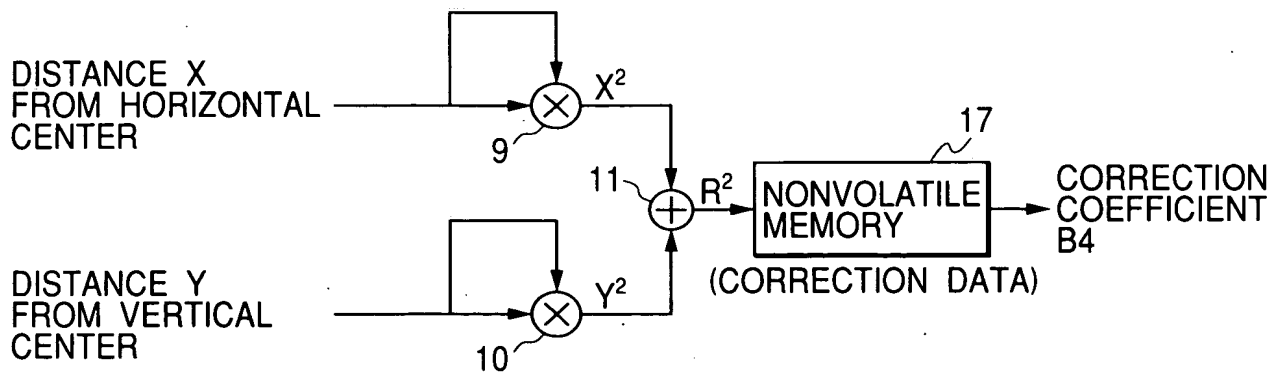 DISTANCE X
FROM HORIZONTAL
CENTER
X²
9
DISTANCE Y
FROM VERTICAL
CENTER
Y²
10
11
R²
17
NONVOLATILE
MEMORY
(CORRECTION DATA)
CORRECTION
COEFFICIENT
B4